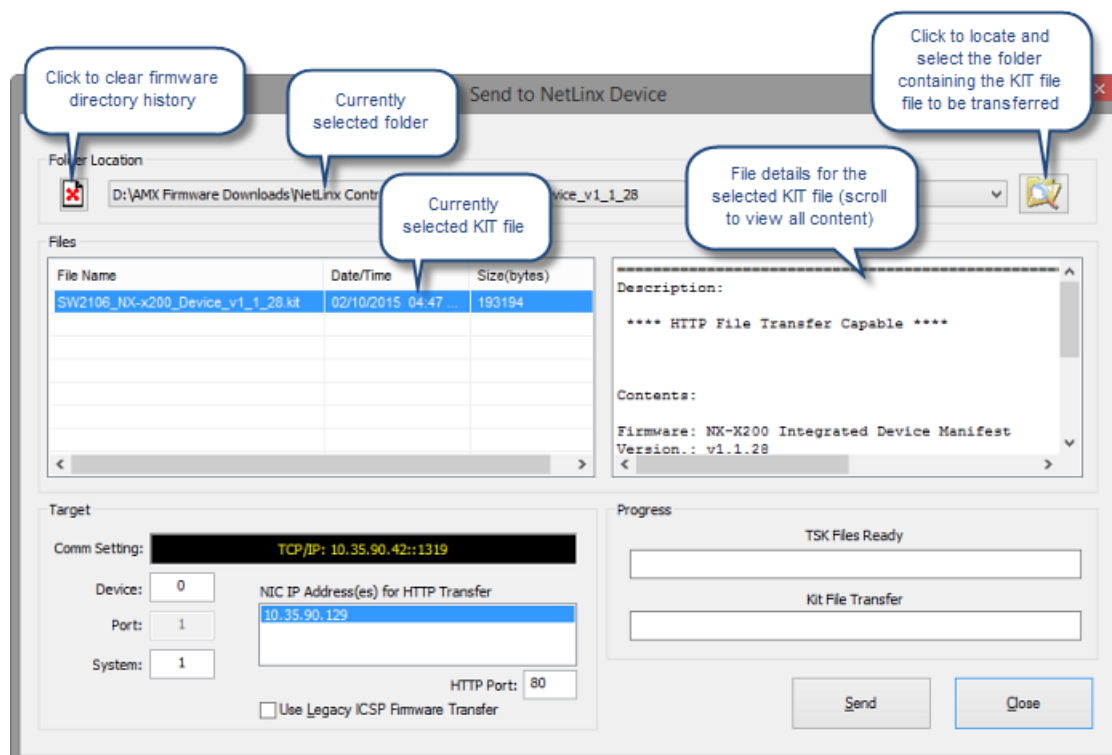 Click to locate and
select the folder
containing the KIT file
file to be transferred
Click to clear firmware
directory history
Currently
selected folder
Send to NetLinx Device
Folder Location
D:\AMX Firmware Downloads\NetLinx Contr
vice_v1_1_28
File details for the
selected KIT file (scroll
to view all content)
Currently
selected KIT file
Files
File Name Date/Time Size(bytes)
SW2106_NX-x200_Device_v1_1_28.kit 02/10/2015 04:47 ... 193194
Description:
**** HTTP File Transfer Capable ****
Contents:
Firmware: NX-X200 Integrated Device Manifest
Version.: v1.1.28
Target
Comm Setting: TCP/IP: 10.35.90.42::1319
Device: 0
Port: 1
System: 1
NIC IP Address(es) for HTTP Transfer
10.35.90.129
HTTP Port: 80
Use Legacy ICSP Firmware Transfer
Progress
TSK Files Ready
Kit File Transfer
Send
Close